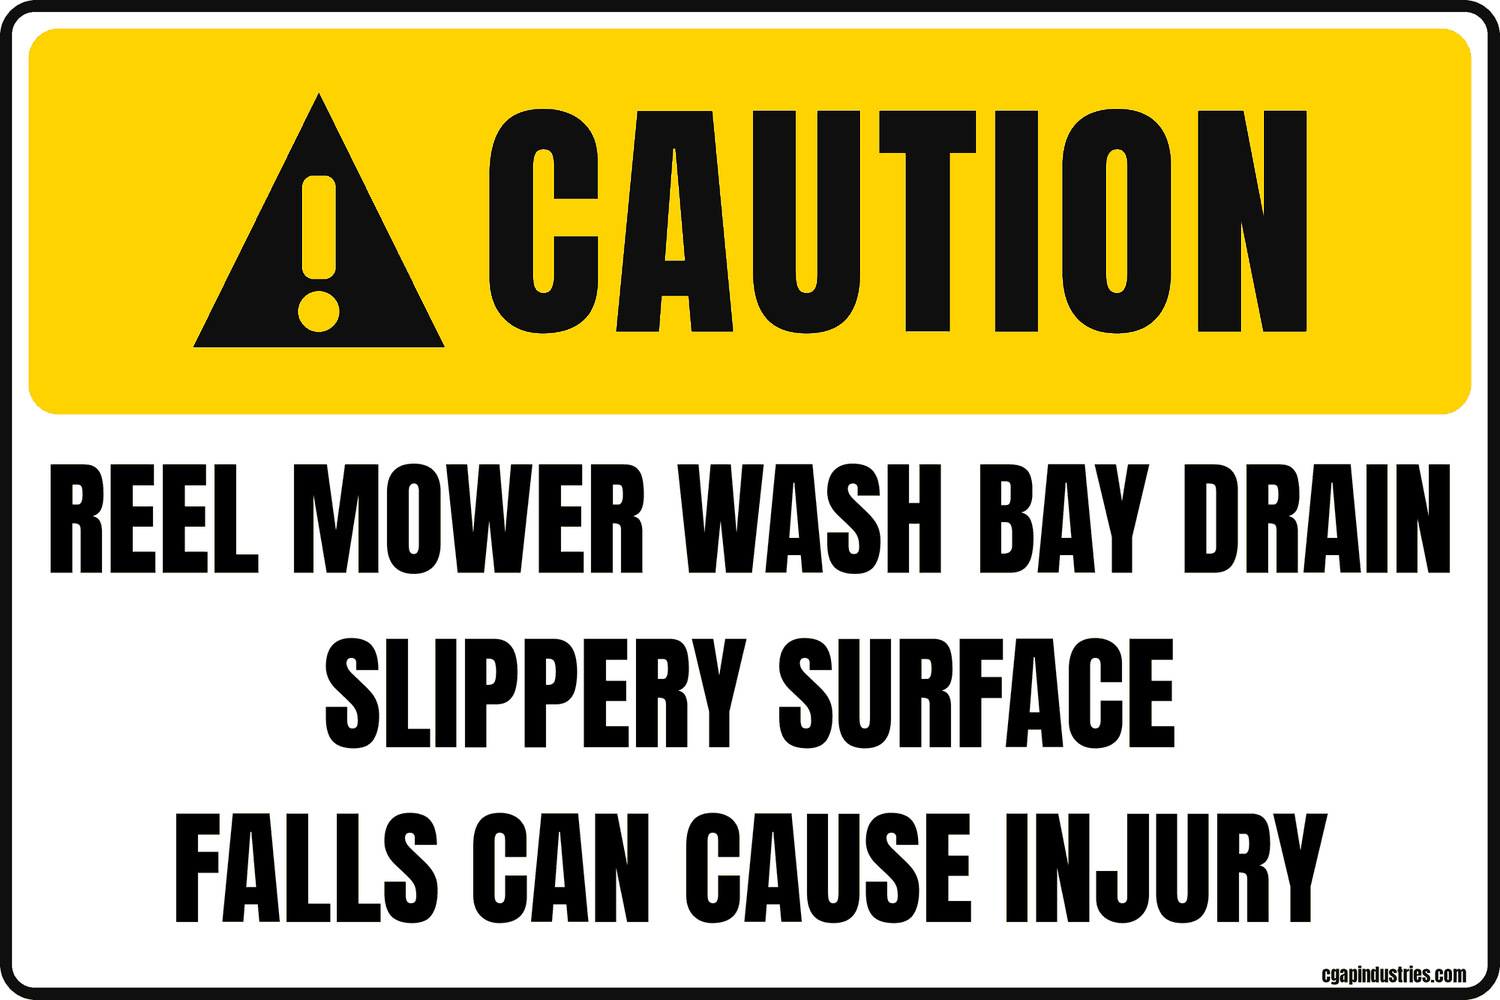 CAUTION
REEL MOWER WASH BAY DRAIN
SLIPPERY SURFACE
FALLS CAN CAUSE INJURY
cgapindustries.com